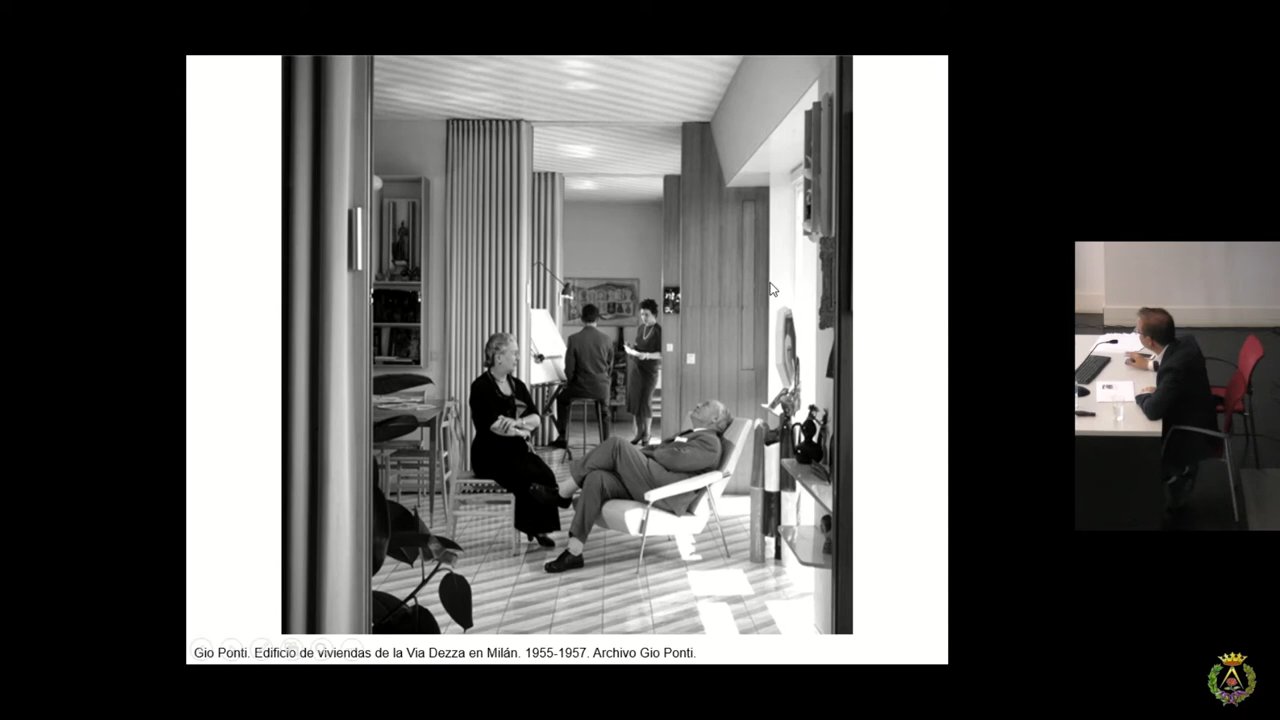 Gio Ponti. Edificio de viviendas de la Via Dezza en Milán. 1955-1957. Archivo Gio Ponti.